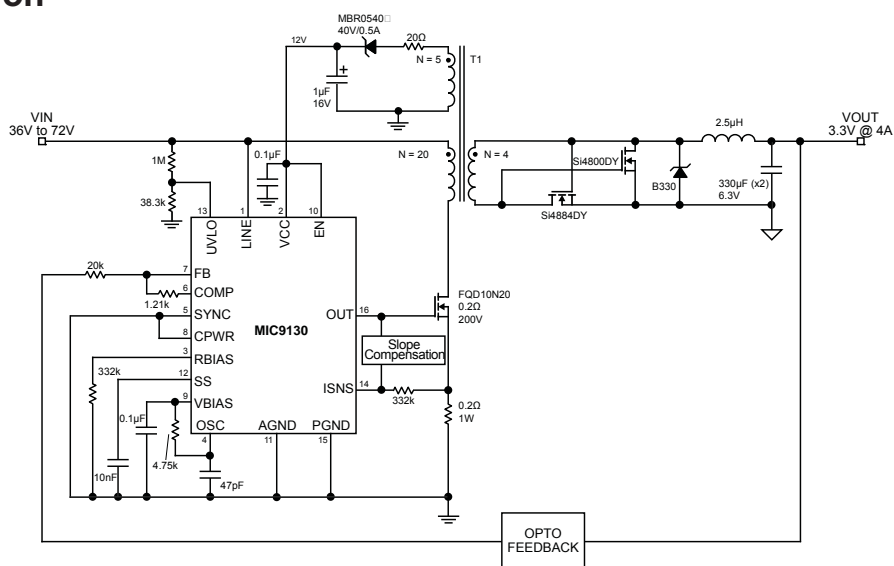 MBR0540□
40V/0.5A
20Ω
12V
N = 5
T1
1µF
16V
VIN
36V to 72V
VOUT
3.3V @ 4A
2.5µH
1M
0.1µF
N = 20
N = 4
Si4800DY
B330
330µF (x2)
6.3V
38.3k
Si4884DY
13
1
2
10
UVLO
LINE
VCC
EN
20k
7
FB
6
COMP
1.21k
5
SYNC
8
CPWR
MIC9130
OUT
16
FQD10N20
0.2Ω
200V
Slope
Compensation
332k
3
RBIAS
12
SS
ISNS
14
332k
9
VBIAS
0.1µF
0.2Ω
1W
OSC
AGND
PGND
4
11
15
4.75k
10nF
47pF
OPTO
FEEDBACK